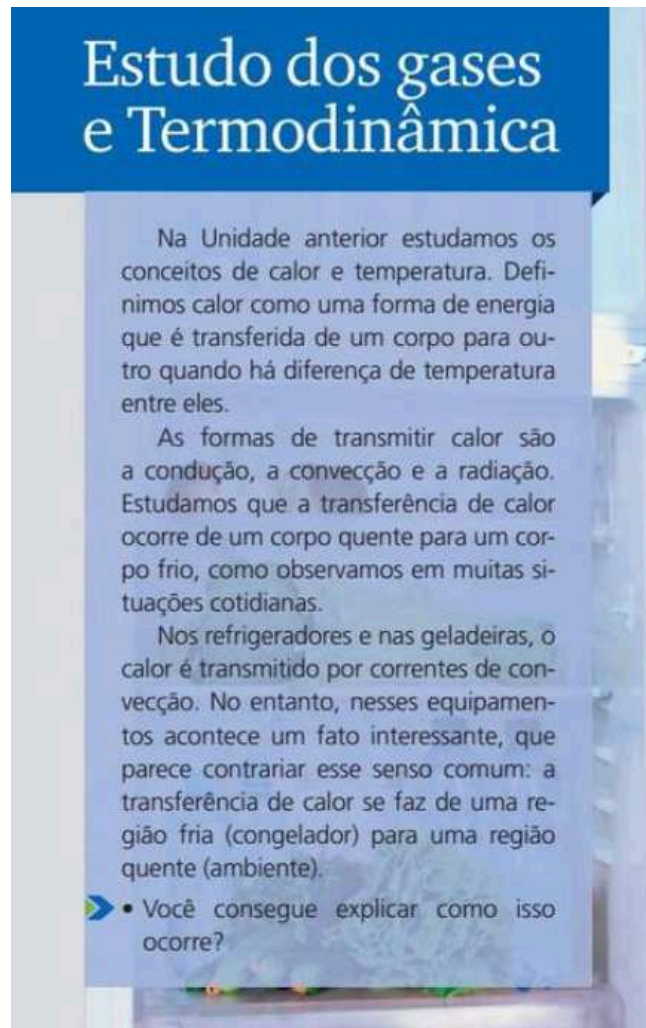 Estudo dos gases
e Termodinâmica
Na Unidade anterior estudamos os
conceitos de calor e temperatura. Defi-
nimos calor como uma forma de energia
que é transferida de um corpo para ou-
tro quando há diferença de temperatura
entre eles.
As formas de transmitir calor são
a condução, a convecção e a radiação.
Estudamos que a transferência de calor
ocorre de um corpo quente para um cor-
po frio, como observamos em muitas si-
tuações cotidianas.
Nos refrigeradores e nas geladeiras, o
calor é transmitido por correntes de con-
vecção. No entanto, nesses equipamen-
tos acontece um fato interessante, que
parece contrariar esse senso comum: a
transferência de calor se faz de uma re-
gião fria (congelador) para uma região
quente (ambiente).
• Você consegue explicar como isso
ocorre?